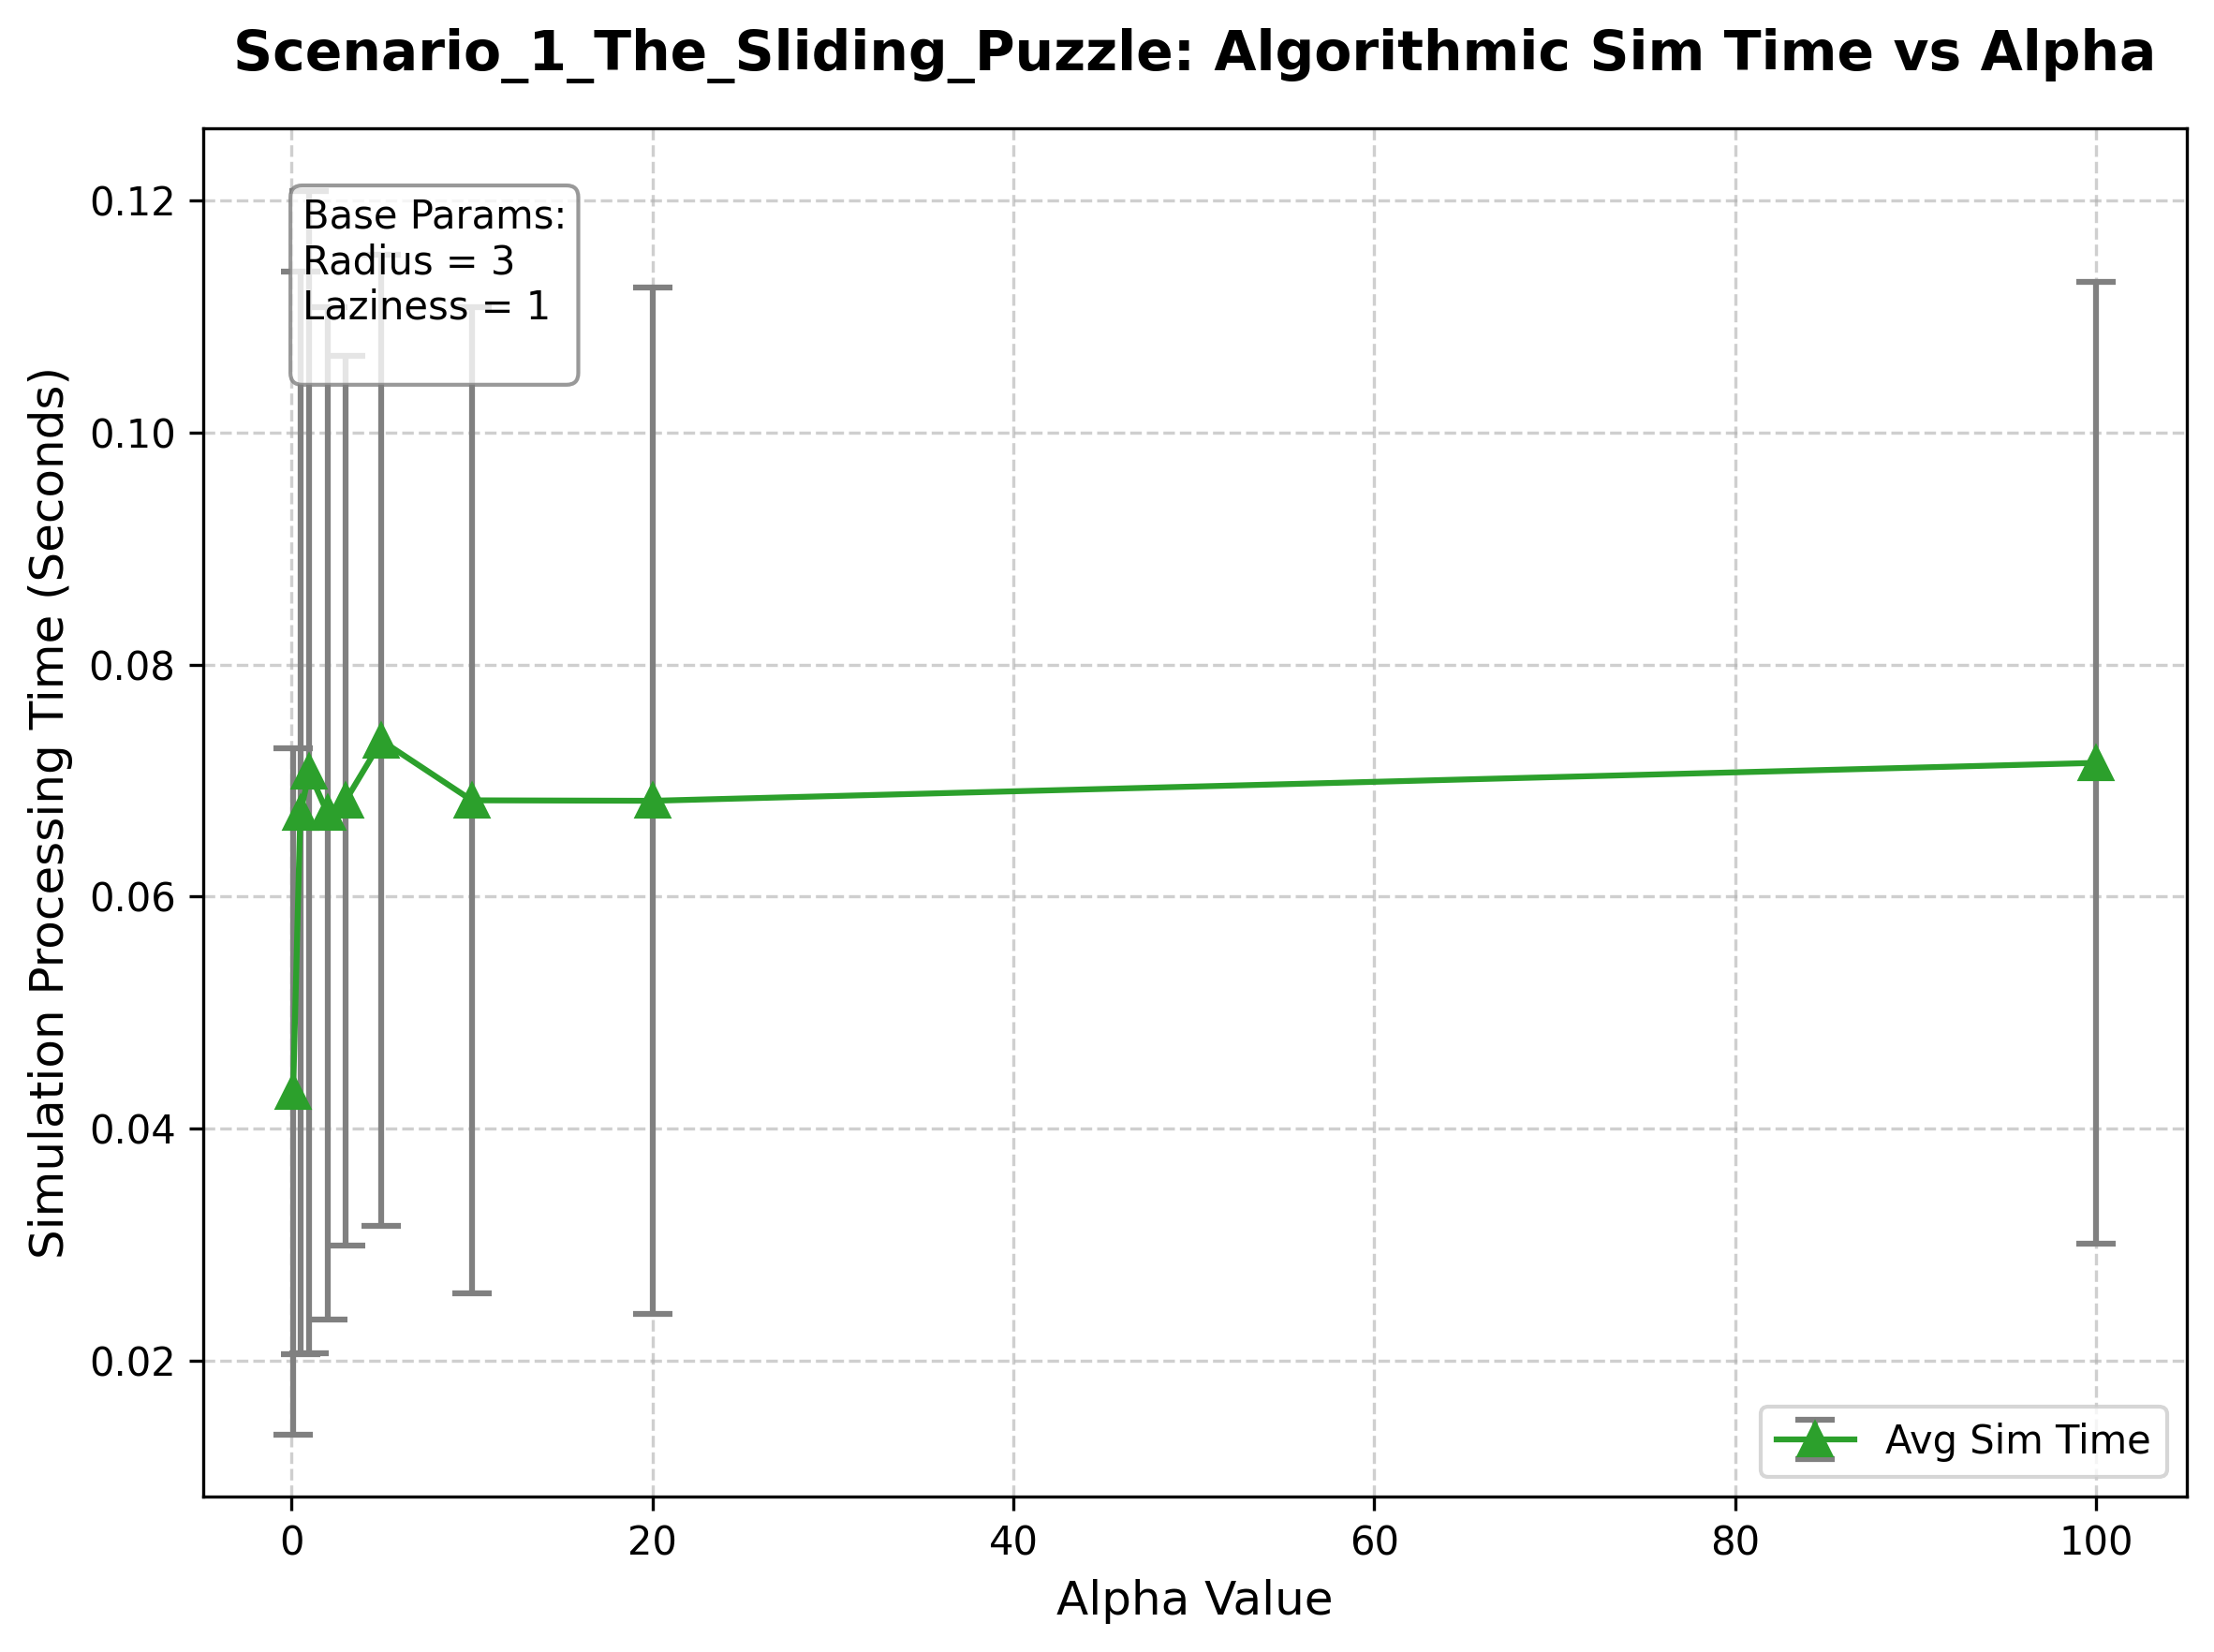 Scenario_1_The_Sliding_Puzzle: Algorithmic Sim Time vs Alpha
Simulation Processing Time (Seconds)
0.12
0.10
0.08
0.06
0.04
0.02
Base Params:
Radius = 3
Laziness = 1
Avg Sim Time
0 20 40 60 80 100
Alpha Value